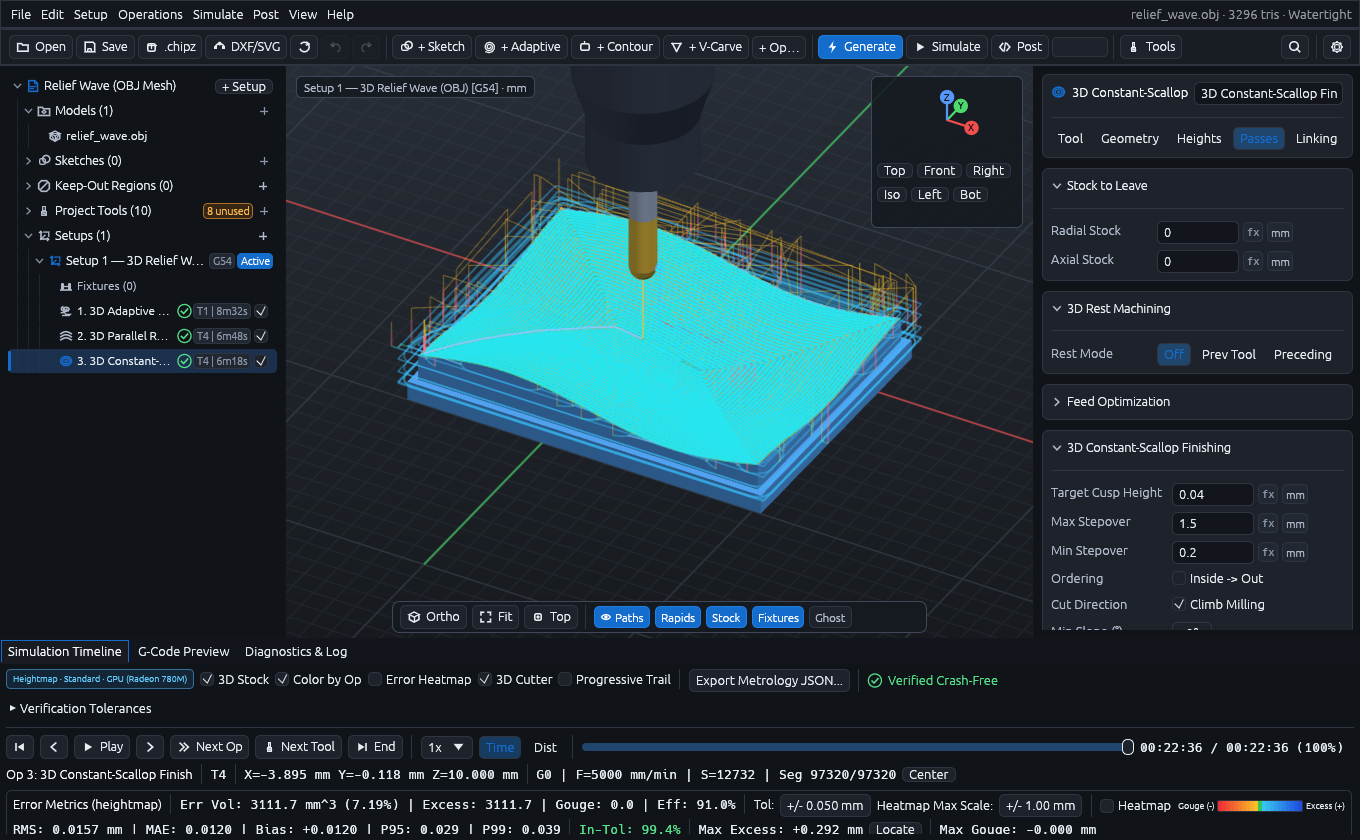 File Edit Setup Operations Simulate Post View Help
relief_wave.obj · 3296 tris · Watertight
Open Save .chipz DXF/SVG + Sketch + Adaptive + Contour + V-Carve + Op... Generate Simulate Post Tools
Relief Wave (OBJ Mesh) + Setup
Models (1) +
relief_wave.obj
Sketches (0) +
Keep-Out Regions (0) +
Project Tools (10) 8 unused +
Setups (1) +
Setup 1 — 3D Relief W... G54 Active
Fixtures (0)
1. 3D Adaptive ... T1 | 8m32s
2. 3D Parallel R... T4 | 6m48s
3. 3D Constant-... T4 | 6m18s
Setup 1 — 3D Relief Wave (OBJ) [G54] · mm
Z
Y
X
Top Front Right
Iso Left Bot
Ortho Fit Top Paths Rapids Stock Fixtures Ghost
3D Constant-Scallop 3D Constant-Scallop Fin
Tool Geometry Heights Passes Linking
Stock to Leave
Radial Stock 0 fx mm
Axial Stock 0 fx mm
3D Rest Machining
Rest Mode Off Prev Tool Preceding
Feed Optimization
3D Constant-Scallop Finishing
Target Cusp Height 0.04 fx mm
Max Stepover 1.5 fx mm
Min Stepover 0.2 fx mm
Ordering Inside -> Out
Cut Direction Climb Milling
Simulation Timeline G-Code Preview Diagnostics & Log
Heightmap · Standard · GPU (Radeon 780M) 3D Stock Color by Op Error Heatmap 3D Cutter Progressive Trail Export Metrology JSON... Verified Crash-Free
Verification Tolerances
Play Next Op Next Tool End 1x Time Dist 00:22:36 / 00:22:36 (100%)
Op 3: 3D Constant-Scallop Finish T4 X=-3.895 mm Y=-0.118 mm Z=10.000 mm G0 | F=5000 mm/min | S=12732 | Seg 97320/97320 Center
Error Metrics (heightmap) Err Vol: 3111.7 mm^3 (7.19%) | Excess: 3111.7 | Gouge: 0.0 | Eff: 91.0% Tol: +/- 0.050 mm Heatmap Max Scale: +/- 1.00 mm Heatmap Gouge (-) Excess (+)
RMS: 0.0157 mm | MAE: 0.0120 | Bias: +0.0120 | P95: 0.029 | P99: 0.039 In-Tol: 99.4% Max Excess: +0.292 mm Locate Max Gouge: -0.000 mm